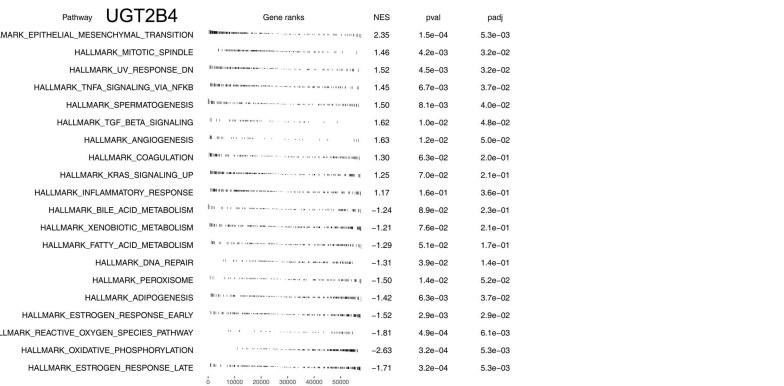 Pathway UGT2B4 Gene ranks NES pval padj
MARK_EPITHELIAL_MESENCHYMAL_TRANSITION 2.35 1.5e−04 5.3e−03
HALLMARK_MITOTIC_SPINDLE 1.46 4.2e−03 3.2e−02
HALLMARK_UV_RESPONSE_DN 1.52 4.5e−03 3.2e−02
HALLMARK_TNFA_SIGNALING_VIA_NFKB 1.45 6.7e−03 3.7e−02
HALLMARK_SPERMATOGENESIS 1.50 8.1e−03 4.0e−02
HALLMARK_TGF_BETA_SIGNALING 1.62 1.0e−02 4.8e−02
HALLMARK_ANGIOGENESIS 1.63 1.2e−02 5.0e−02
HALLMARK_COAGULATION 1.30 6.3e−02 2.0e−01
HALLMARK_KRAS_SIGNALING_UP 1.25 7.0e−02 2.1e−01
HALLMARK_INFLAMMATORY_RESPONSE 1.17 1.6e−01 3.6e−01
HALLMARK_BILE_ACID_METABOLISM −1.24 8.9e−02 2.3e−01
HALLMARK_XENOBIOTIC_METABOLISM −1.21 7.6e−02 2.1e−01
HALLMARK_FATTY_ACID_METABOLISM −1.29 5.1e−02 1.7e−01
HALLMARK_DNA_REPAIR −1.31 3.9e−02 1.4e−01
HALLMARK_PEROXISOME −1.50 1.4e−02 5.2e−02
HALLMARK_ADIPOGENESIS −1.42 6.3e−03 3.7e−02
HALLMARK_ESTROGEN_RESPONSE_EARLY −1.52 2.9e−03 2.9e−02
LLMARK_REACTIVE_OXYGEN_SPECIES_PATHWAY −1.81 4.9e−04 6.1e−03
HALLMARK_OXIDATIVE_PHOSPHORYLATION −2.63 3.2e−04 5.3e−03
HALLMARK_ESTROGEN_RESPONSE_LATE −1.71 3.2e−04 5.3e−03
0 10000 20000 30000 40000 50000